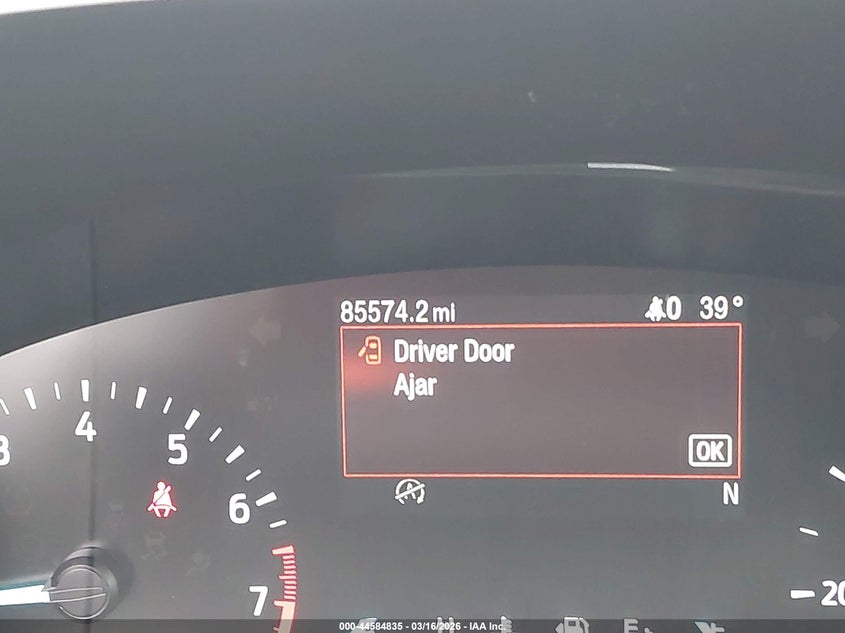 85574.2 mi 0 39°
Driver Door
Ajar
OK
N
3
4
5
6
7
20
000-44584835 - 03/16/2026 - IAA Inc.